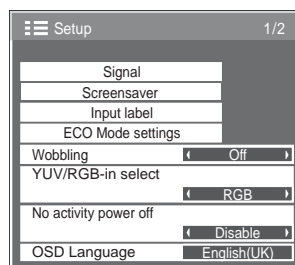 Setup 1/2
Signal
Screensaver
Input label
ECO Mode settings
Wobbling Off
YUV/RGB-in select
RGB
No activity power off
Disable
OSD Language English(UK)